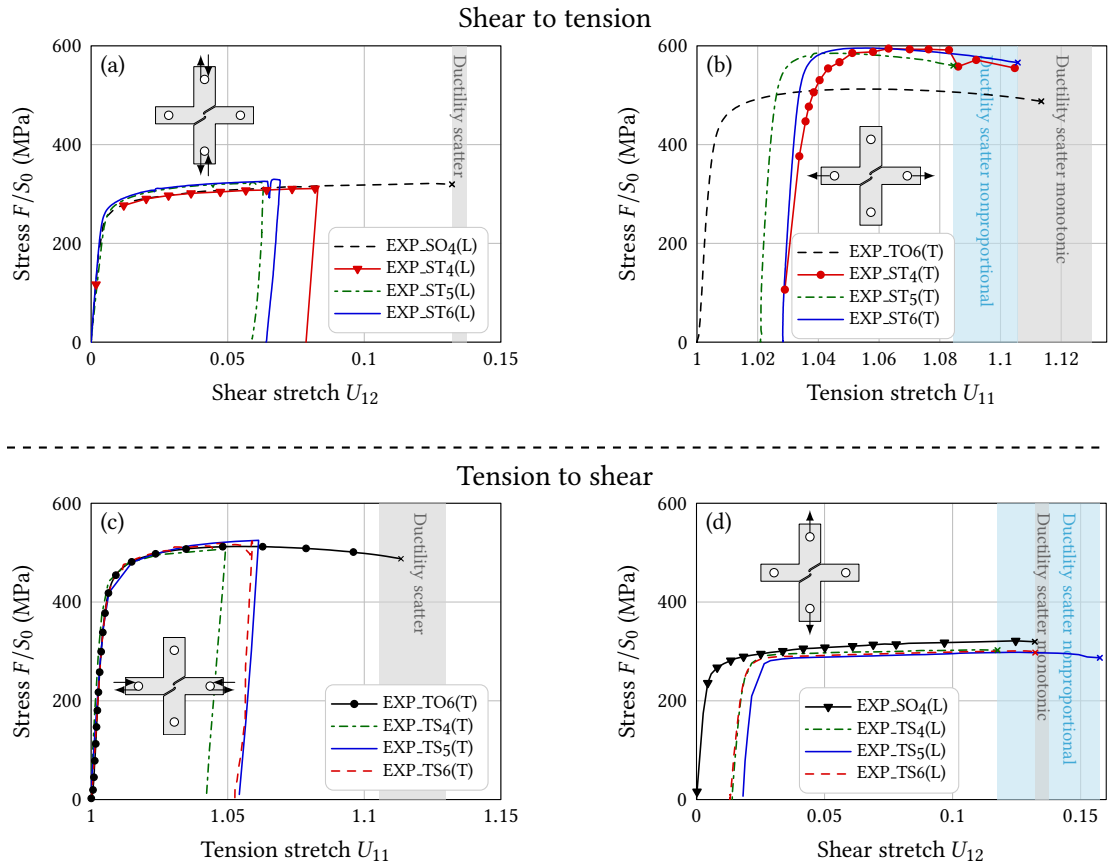 Shear to tension
(a)
600
400
200
0
Stress F/S0 (MPa)
Ductility scatter
EXP_SO4(L)
EXP_ST4(L)
EXP_ST5(L)
EXP_ST6(L)
0
0.05
0.1
0.15
Shear stretch U12
(b)
600
400
200
0
Stress F/S0 (MPa)
Ductility scatter nonproportional
Ductility scatter monotonic
EXP_TO6(T)
EXP_ST4(T)
EXP_ST5(T)
EXP_ST6(T)
1
1.02
1.04
1.06
1.08
1.1
1.12
Tension stretch U11
Tension to shear
(c)
600
400
200
0
Stress F/S0 (MPa)
Ductility scatter
EXP_TO6(T)
EXP_TS4(T)
EXP_TS5(T)
EXP_TS6(T)
1
1.05
1.1
1.15
Tension stretch U11
(d)
600
400
200
0
Stress F/S0 (MPa)
Ductility scatter monotonic
Ductility scatter nonproportional
EXP_SO4(L)
EXP_TS4(L)
EXP_TS5(L)
EXP_TS6(L)
0
0.05
0.1
0.15
Shear stretch U12